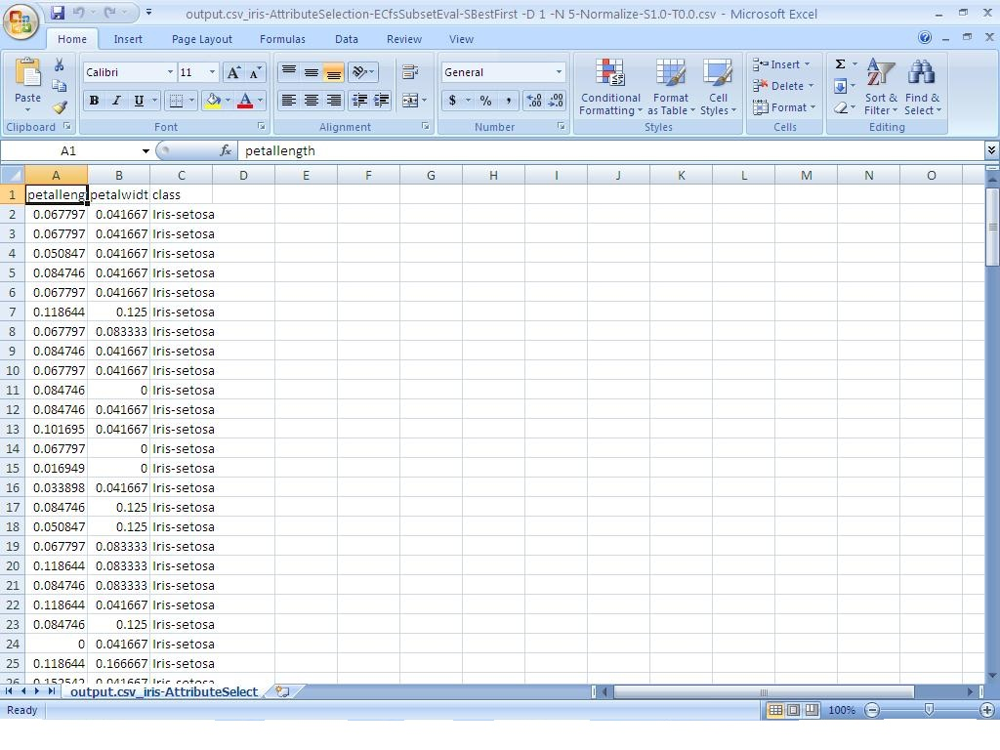 output.csv_iris-AttributeSelection-ECfsSubsetEval-SBestFirst -D 1 -N 5-Normalize-S1.0-T0.0.csv - Microsoft Excel
Home Insert Page Layout Formulas Data Review View
Paste
Clipboard
Calibri 11
B I U
Font
Alignment
General
$ % ,
Number
Conditional Formatting
Format as Table
Cell Styles
Styles
Insert
Delete
Format
Cells
Σ
Sort & Filter
Find & Select
Editing
A1 fx petallength
A B C D E F G H I J K L M N O
1 petalleng petalwidt class
2 0.067797 0.041667 Iris-setosa
3 0.067797 0.041667 Iris-setosa
4 0.050847 0.041667 Iris-setosa
5 0.084746 0.041667 Iris-setosa
6 0.067797 0.041667 Iris-setosa
7 0.118644 0.125 Iris-setosa
8 0.067797 0.083333 Iris-setosa
9 0.084746 0.041667 Iris-setosa
10 0.067797 0.041667 Iris-setosa
11 0.084746 0 Iris-setosa
12 0.084746 0.041667 Iris-setosa
13 0.101695 0.041667 Iris-setosa
14 0.067797 0 Iris-setosa
15 0.016949 0 Iris-setosa
16 0.033898 0.041667 Iris-setosa
17 0.084746 0.125 Iris-setosa
18 0.050847 0.125 Iris-setosa
19 0.067797 0.083333 Iris-setosa
20 0.118644 0.083333 Iris-setosa
21 0.084746 0.083333 Iris-setosa
22 0.118644 0.041667 Iris-setosa
23 0.084746 0.125 Iris-setosa
24 0 0.041667 Iris-setosa
25 0.118644 0.166667 Iris-setosa
26 0.152542 0.041667 Iris-setosa
output.csv_iris-AttributeSelect
Ready 100%